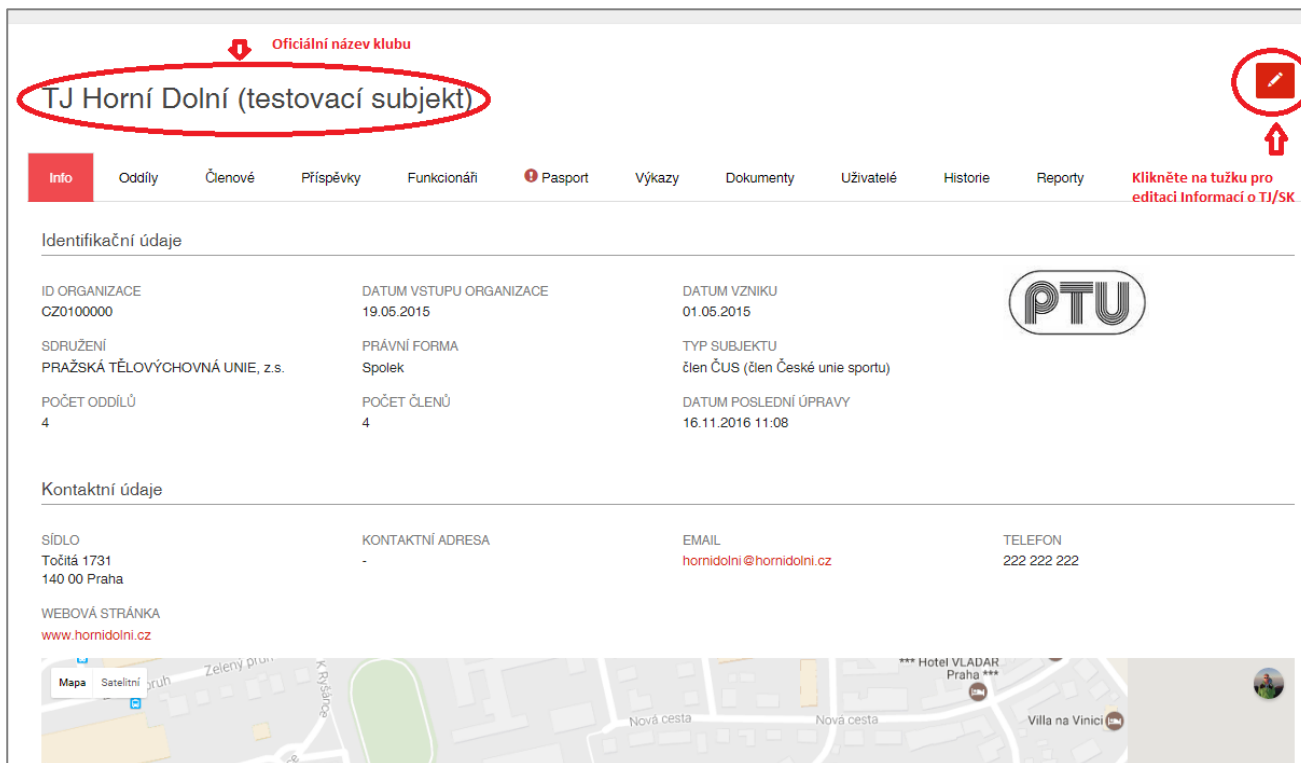 Oficiální název klubu
TJ Horní Dolní (testovací subjekt)
Info Oddíly Členové Příspěvky Funkcionáři Pasport Výkazy Dokumenty Uživatelé Historie Reporty
Klikněte na tužku pro
editaci Informací o TJ/SK
Identifikační údaje
ID ORGANIZACE DATUM VSTUPU ORGANIZACE DATUM VZNIKU
CZ0100000 19.05.2015 01.05.2015
PTU
SDRUŽENÍ PRÁVNÍ FORMA TYP SUBJEKTU
PRAŽSKÁ TĚLOVÝCHOVNÁ UNIE, z.s. Spolek člen ČUS (člen České unie sportu)
POČET ODDÍLŮ POČET ČLENŮ DATUM POSLEDNÍ ÚPRAVY
4 4 16.11.2016 11:08
Kontaktní údaje
SÍDLO KONTAKTNÍ ADRESA EMAIL TELEFON
Točitá 1731 - hornidolni@hornidolni.cz 222 222 222
140 00 Praha
WEBOVÁ STRÁNKA
www.hornidolni.cz
Mapa Satelitní
Zelený pruh
pruh
K Ryšánce
*** Hotel VLADAR
Praha ***
Nová cesta Nová cesta Villa na Vinici